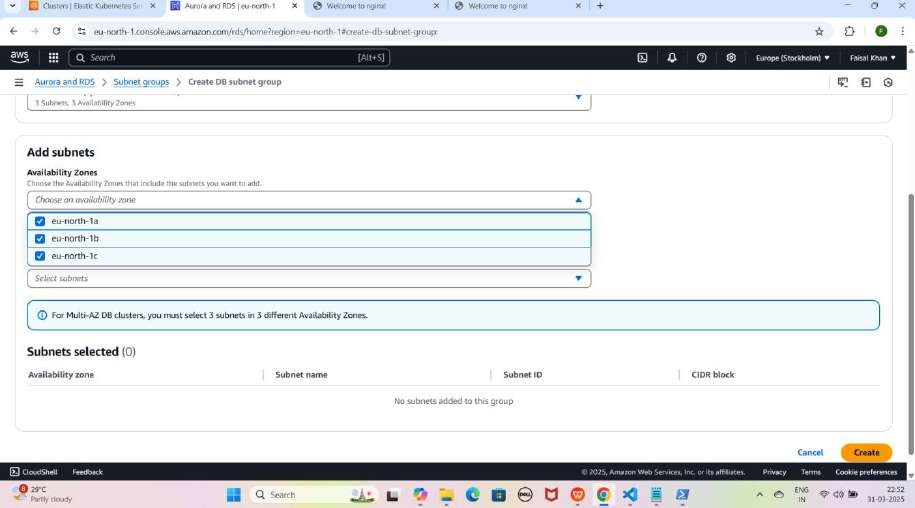 Clusters | Elastic Kubernetes Se
Aurora and RDS | eu-north-1
Welcome to nginx!
Welcome to nginx!
eu-north-1.console.aws.amazon.com/rds/home?region=eu-north-1#create-db-subnet-group:
F
aws
Search
[Alt+S]
Europe (Stockholm)
Faisal Khan
Aurora and RDS > Subnet groups > Create DB subnet group
3 Subnets, 3 Availability Zones
Add subnets
Availability Zones
Choose the Availability Zones that include the subnets you want to add.
Choose an availability zone
eu-north-1a
eu-north-1b
eu-north-1c
Select subnets
For Multi-AZ DB clusters, you must select 3 subnets in 3 different Availability Zones.
Subnets selected (0)
Availability zone
Subnet name
Subnet ID
CIDR block
No subnets added to this group
Cancel
Create
CloudShell
Feedback
© 2025, Amazon Web Services, Inc. or its affiliates.
Privacy
Terms
Cookie preferences
8
29°C
Partly cloudy
Search
DELL
ENG
IN
22:52
31-03-2025